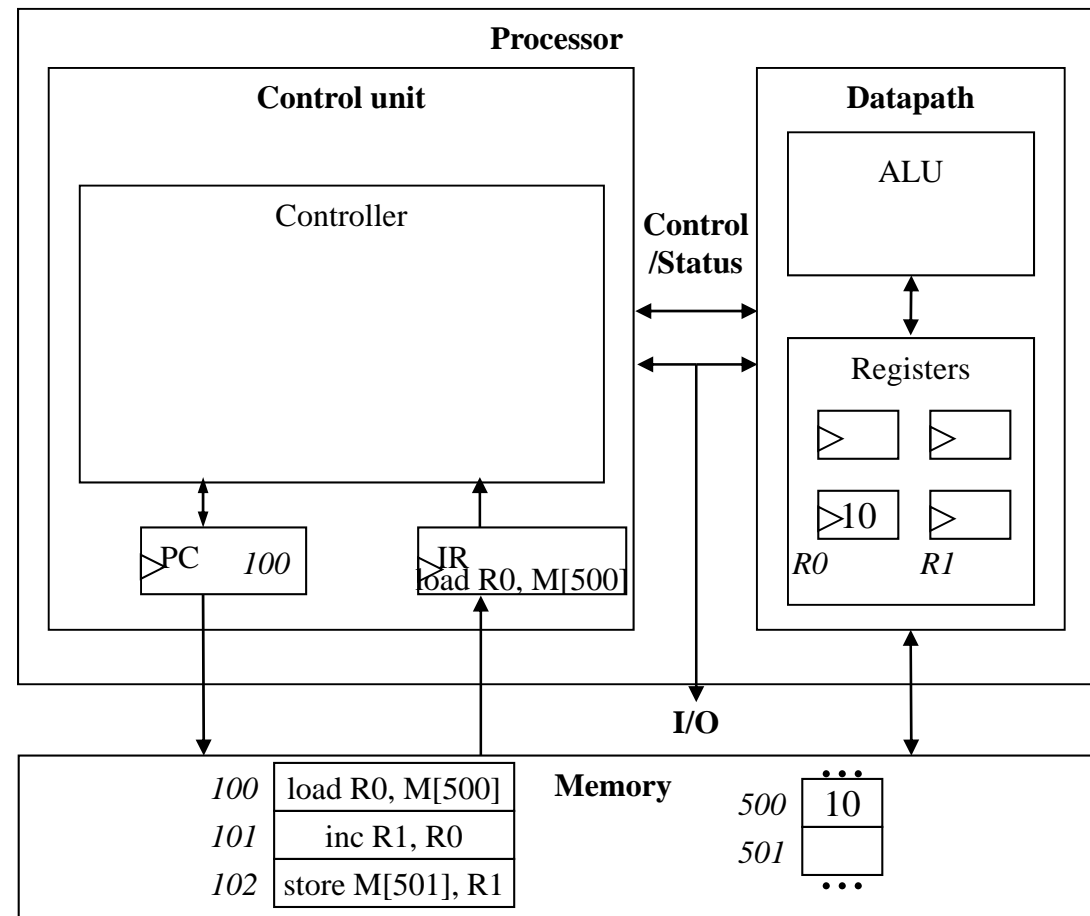 Processor
Control unit
Datapath
ALU
Controller
Control
/Status
Registers
10
R0
R1
PC
100
IR
load R0, M[500]
I/O
Memory
100
load R0, M[500]
101
inc R1, R0
102
store M[501], R1
...
500
10
501
...